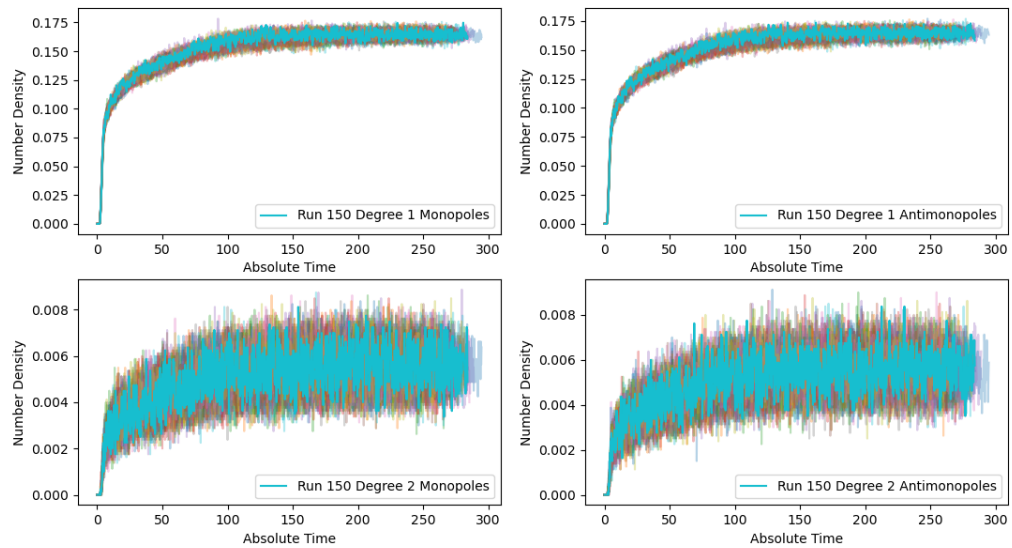 0.175
0.150
0.125
0.100
0.075
0.050
0.025
0.000
Number Density
0 50 100 150 200 250 300
Absolute Time
Run 150 Degree 1 Monopoles
0.175
0.150
0.125
0.100
0.075
0.050
0.025
0.000
Number Density
0 50 100 150 200 250 300
Absolute Time
Run 150 Degree 1 Antimonopoles
0.008
0.006
0.004
0.002
0.000
Number Density
0 50 100 150 200 250 300
Absolute Time
Run 150 Degree 2 Monopoles
0.008
0.006
0.004
0.002
0.000
Number Density
0 50 100 150 200 250 300
Absolute Time
Run 150 Degree 2 Antimonopoles